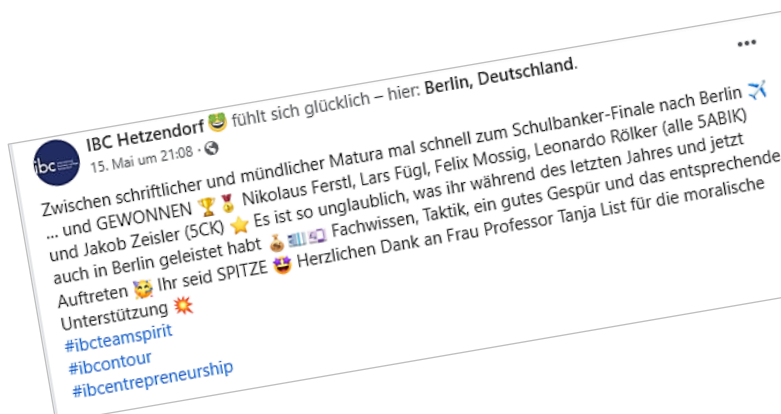 ibc
IBC Hetzendorf 🤑 fühlt sich glücklich – hier: Berlin, Deutschland.
15. Mai um 21:08 ·
Zwischen schriftlicher und mündlicher Matura mal schnell zum Schulbanker-Finale nach Berlin ✈️
... und GEWONNEN 🏆🏅 Nikolaus Ferstl, Lars Fügl, Felix Mossig, Leonardo Rölker (alle 5ABIK)
und Jakob Zeisler (5CK) ⭐ Es ist so unglaublich, was ihr während des letzten Jahres und jetzt
auch in Berlin geleistet habt 💰💶💷 Fachwissen, Taktik, ein gutes Gespür und das entsprechende
Auftreten 🥳 Ihr seid SPITZE 🤩 Herzlichen Dank an Frau Professor Tanja List für die moralische
Unterstützung 💥
#ibcteamspirit
#ibcontour
#ibcentrepreneurship